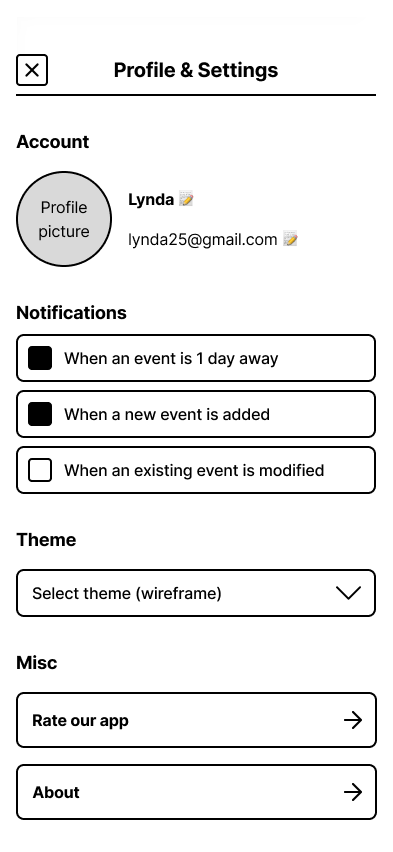 Profile & Settings
Account
Profile
picture
Lynda
lynda25@gmail.com
Notifications
When an event is 1 day away
When a new event is added
When an existing event is modified
Theme
Select theme (wireframe)
Misc
Rate our app
About